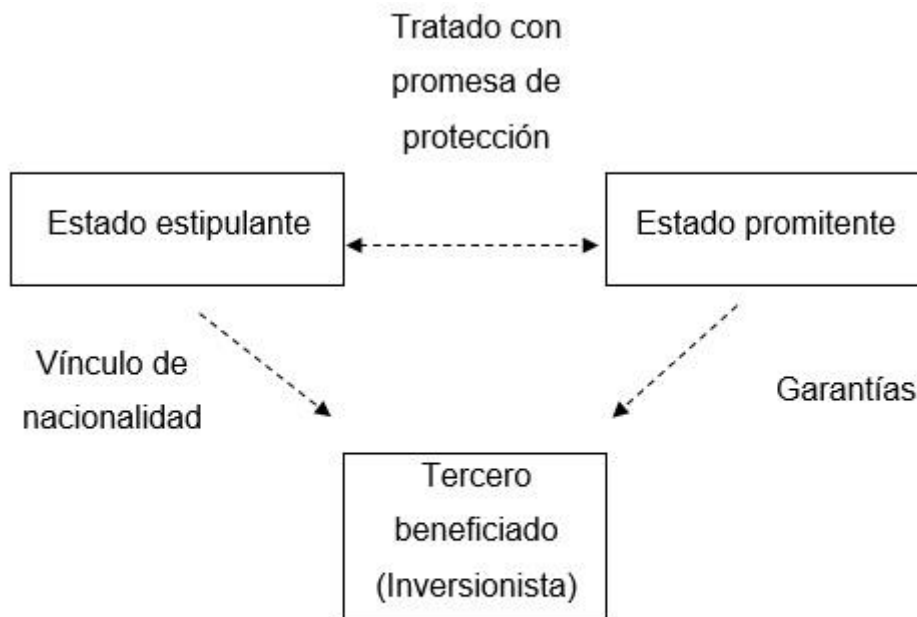 Tratado con
promesa de
protección
Estado estipulante
Estado promitente
Vínculo de
nacionalidad
Garantías
Tercero
beneficiado
(Inversionista)